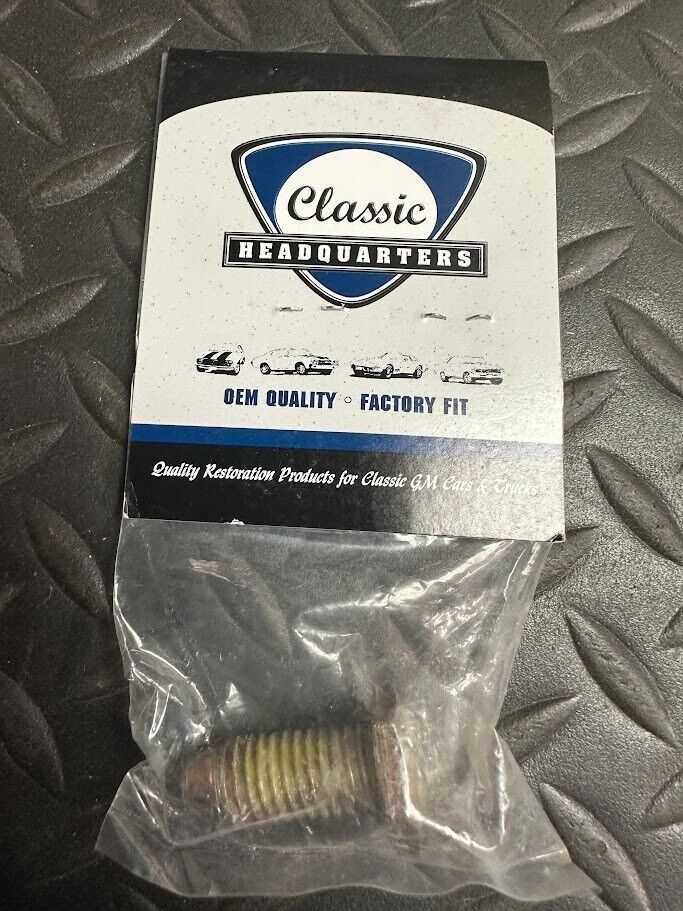 Classic
HEADQUARTERS
OEM QUALITY ◦ FACTORY FIT
Quality Restoration Products for Classic GM Cars & Trucks